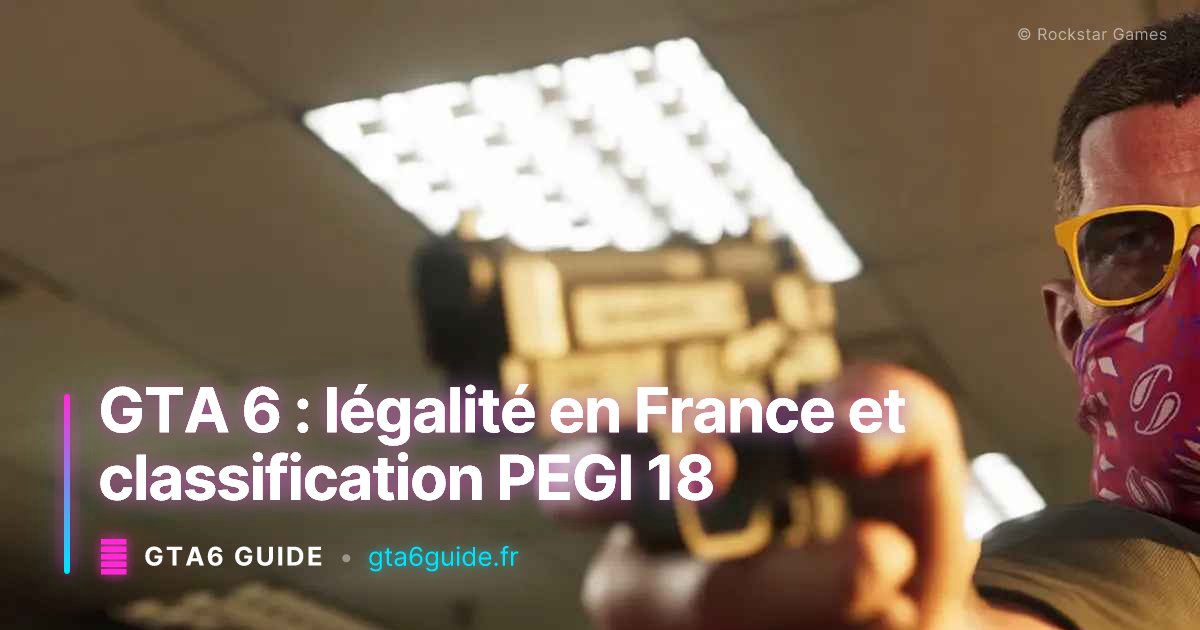 © Rockstar Games
GTA 6 : légalité en France et
classification PEGI 18
GTA6 GUIDE • gta6guide.fr